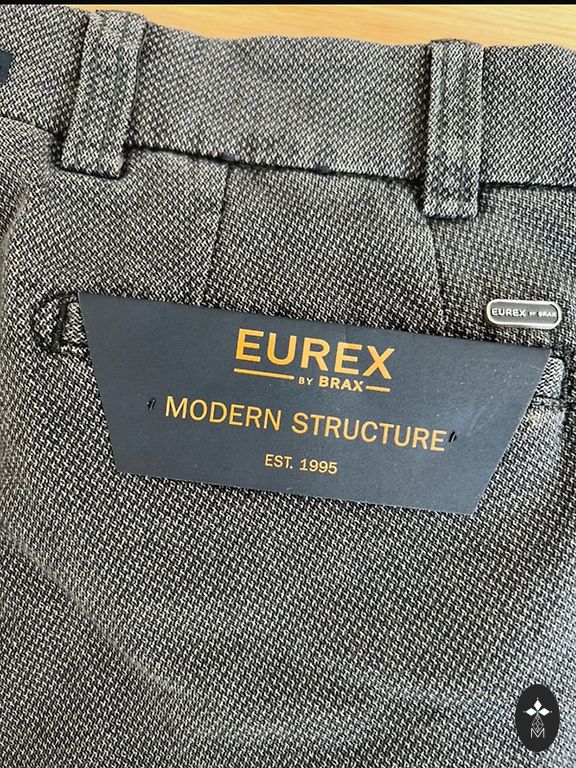 EUREX BY BRAX
EUREX
BY BRAX
MODERN STRUCTURE
EST. 1995
M